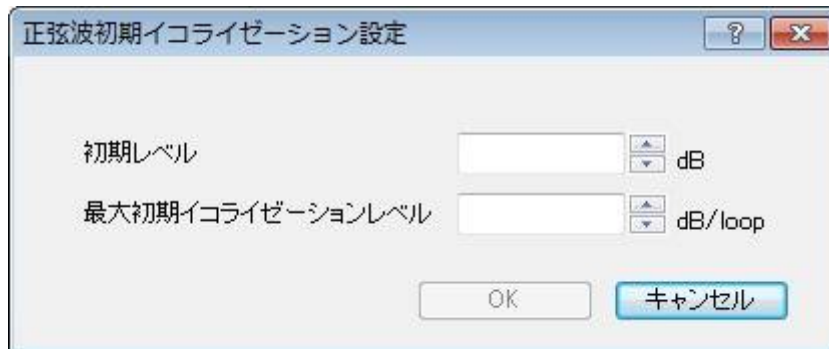 正弦波初期イコライゼーション設定
初期レベル dB
最大初期イコライゼーションレベル dB/loop
OK キャンセル